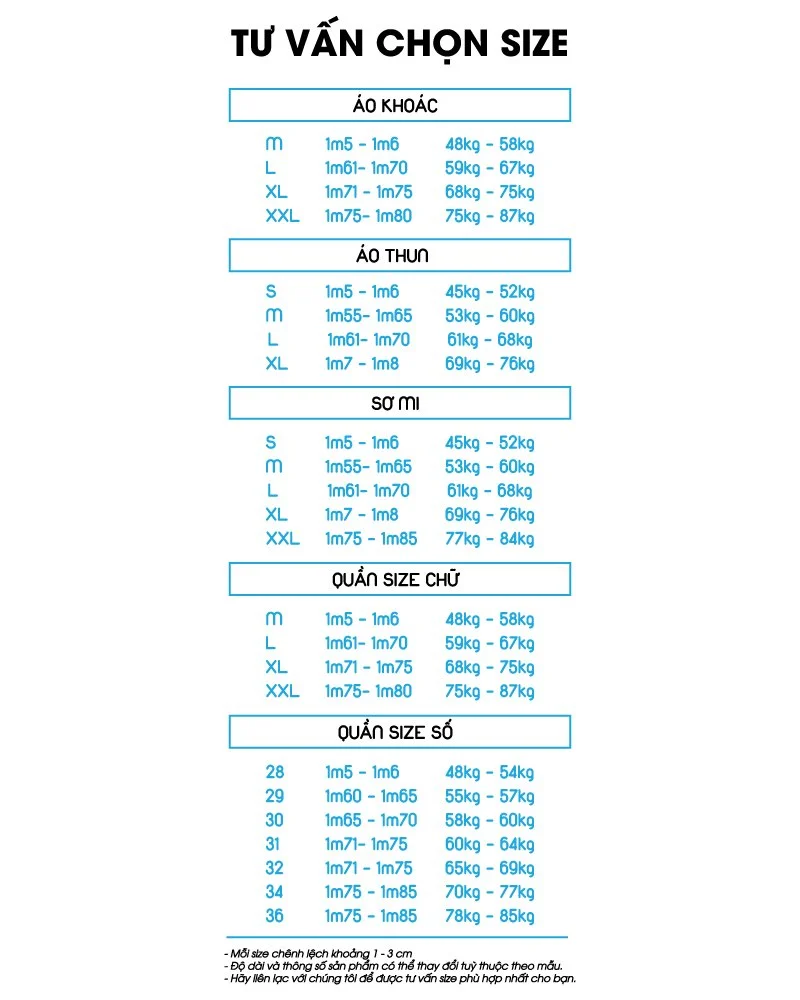 TƯ VẤN CHỌN SIZE
ÁO KHOÁC
M 1m5 - 1m6 48kg - 58kg
L 1m61- 1m70 59kg - 67kg
XL 1m71 - 1m75 68kg - 75kg
XXL 1m75- 1m80 75kg - 87kg
ÁO THUN
S 1m5 - 1m6 45kg - 52kg
M 1m55- 1m65 53kg - 60kg
L 1m61- 1m70 61kg - 68kg
XL 1m7 - 1m8 69kg - 76kg
SƠ MI
S 1m5 - 1m6 45kg - 52kg
M 1m55- 1m65 53kg - 60kg
L 1m61- 1m70 61kg - 68kg
XL 1m7 - 1m8 69kg - 76kg
XXL 1m75 - 1m85 77kg - 84kg
QUẦN SIZE CHỮ
M 1m5 - 1m6 48kg - 58kg
L 1m61- 1m70 59kg - 67kg
XL 1m71 - 1m75 68kg - 75kg
XXL 1m75- 1m80 75kg - 87kg
QUẦN SIZE SỐ
28 1m5 - 1m6 48kg - 54kg
29 1m60 - 1m65 55kg - 57kg
30 1m65 - 1m70 58kg - 60kg
31 1m71- 1m75 60kg - 64kg
32 1m71 - 1m75 65kg - 69kg
34 1m75 - 1m85 70kg - 77kg
36 1m75 - 1m85 78kg - 85kg
- Mỗi size chênh lệch khoảng 1 - 3 cm
- Độ dài và thông số sản phẩm có thể thay đổi tuỳ thuộc theo mẫu.
- Hãy liên lạc với chúng tôi để được tư vấn size phù hợp nhất cho bạn.